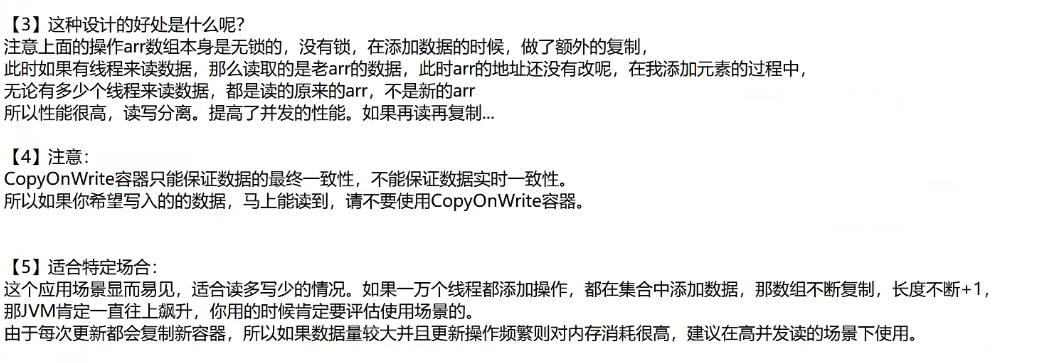 【3】这种设计的好处是什么呢?
注意上面的操作arr数组本身是无锁的，没有锁，在添加数据的时候，做了额外的复制，
此时如果有线程来读数据，那么读取的是老arr的数据，此时arr的地址还没有改呢，在我添加元素的过程中，
无论有多少个线程来读数据，都是读的原来的arr，不是新的arr
所以性能很高，读写分离。提高了并发的性能。如果再读再复制...
【4】注意：
CopyOnWrite容器只能保证数据的最终一致性，不能保证数据实时一致性。
所以如果你希望写入的的数据，马上能读到，请不要使用CopyOnWrite容器。
【5】适合特定场合：
这个应用场景显而易见，适合读多写少的情况。如果一万个线程都添加操作，都在集合中添加数据，那数组不断复制，长度不断+1，
那JVM肯定一直往上飙升，你用的时候肯定要评估使用场景的。
由于每次更新都会复制新容器，所以如果数据量较大并且更新操作频繁则对内存消耗很高，建议在高并发读的场景下使用。